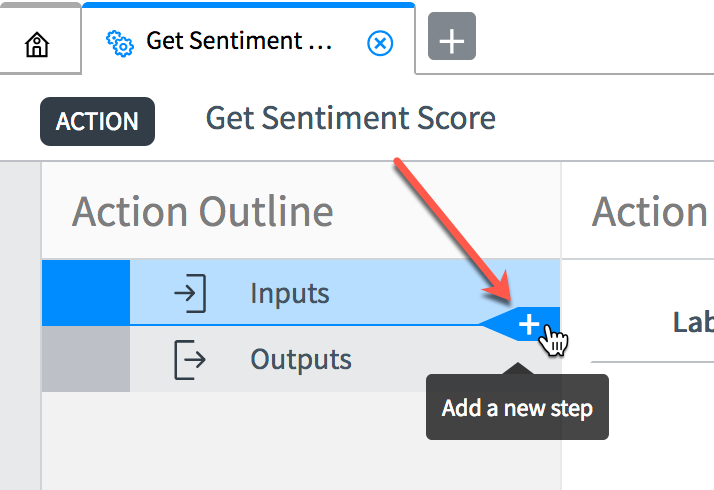 Get Sentiment ...
ACTION Get Sentiment Score
Action Outline
Action
Inputs
Lab
Outputs
Add a new step